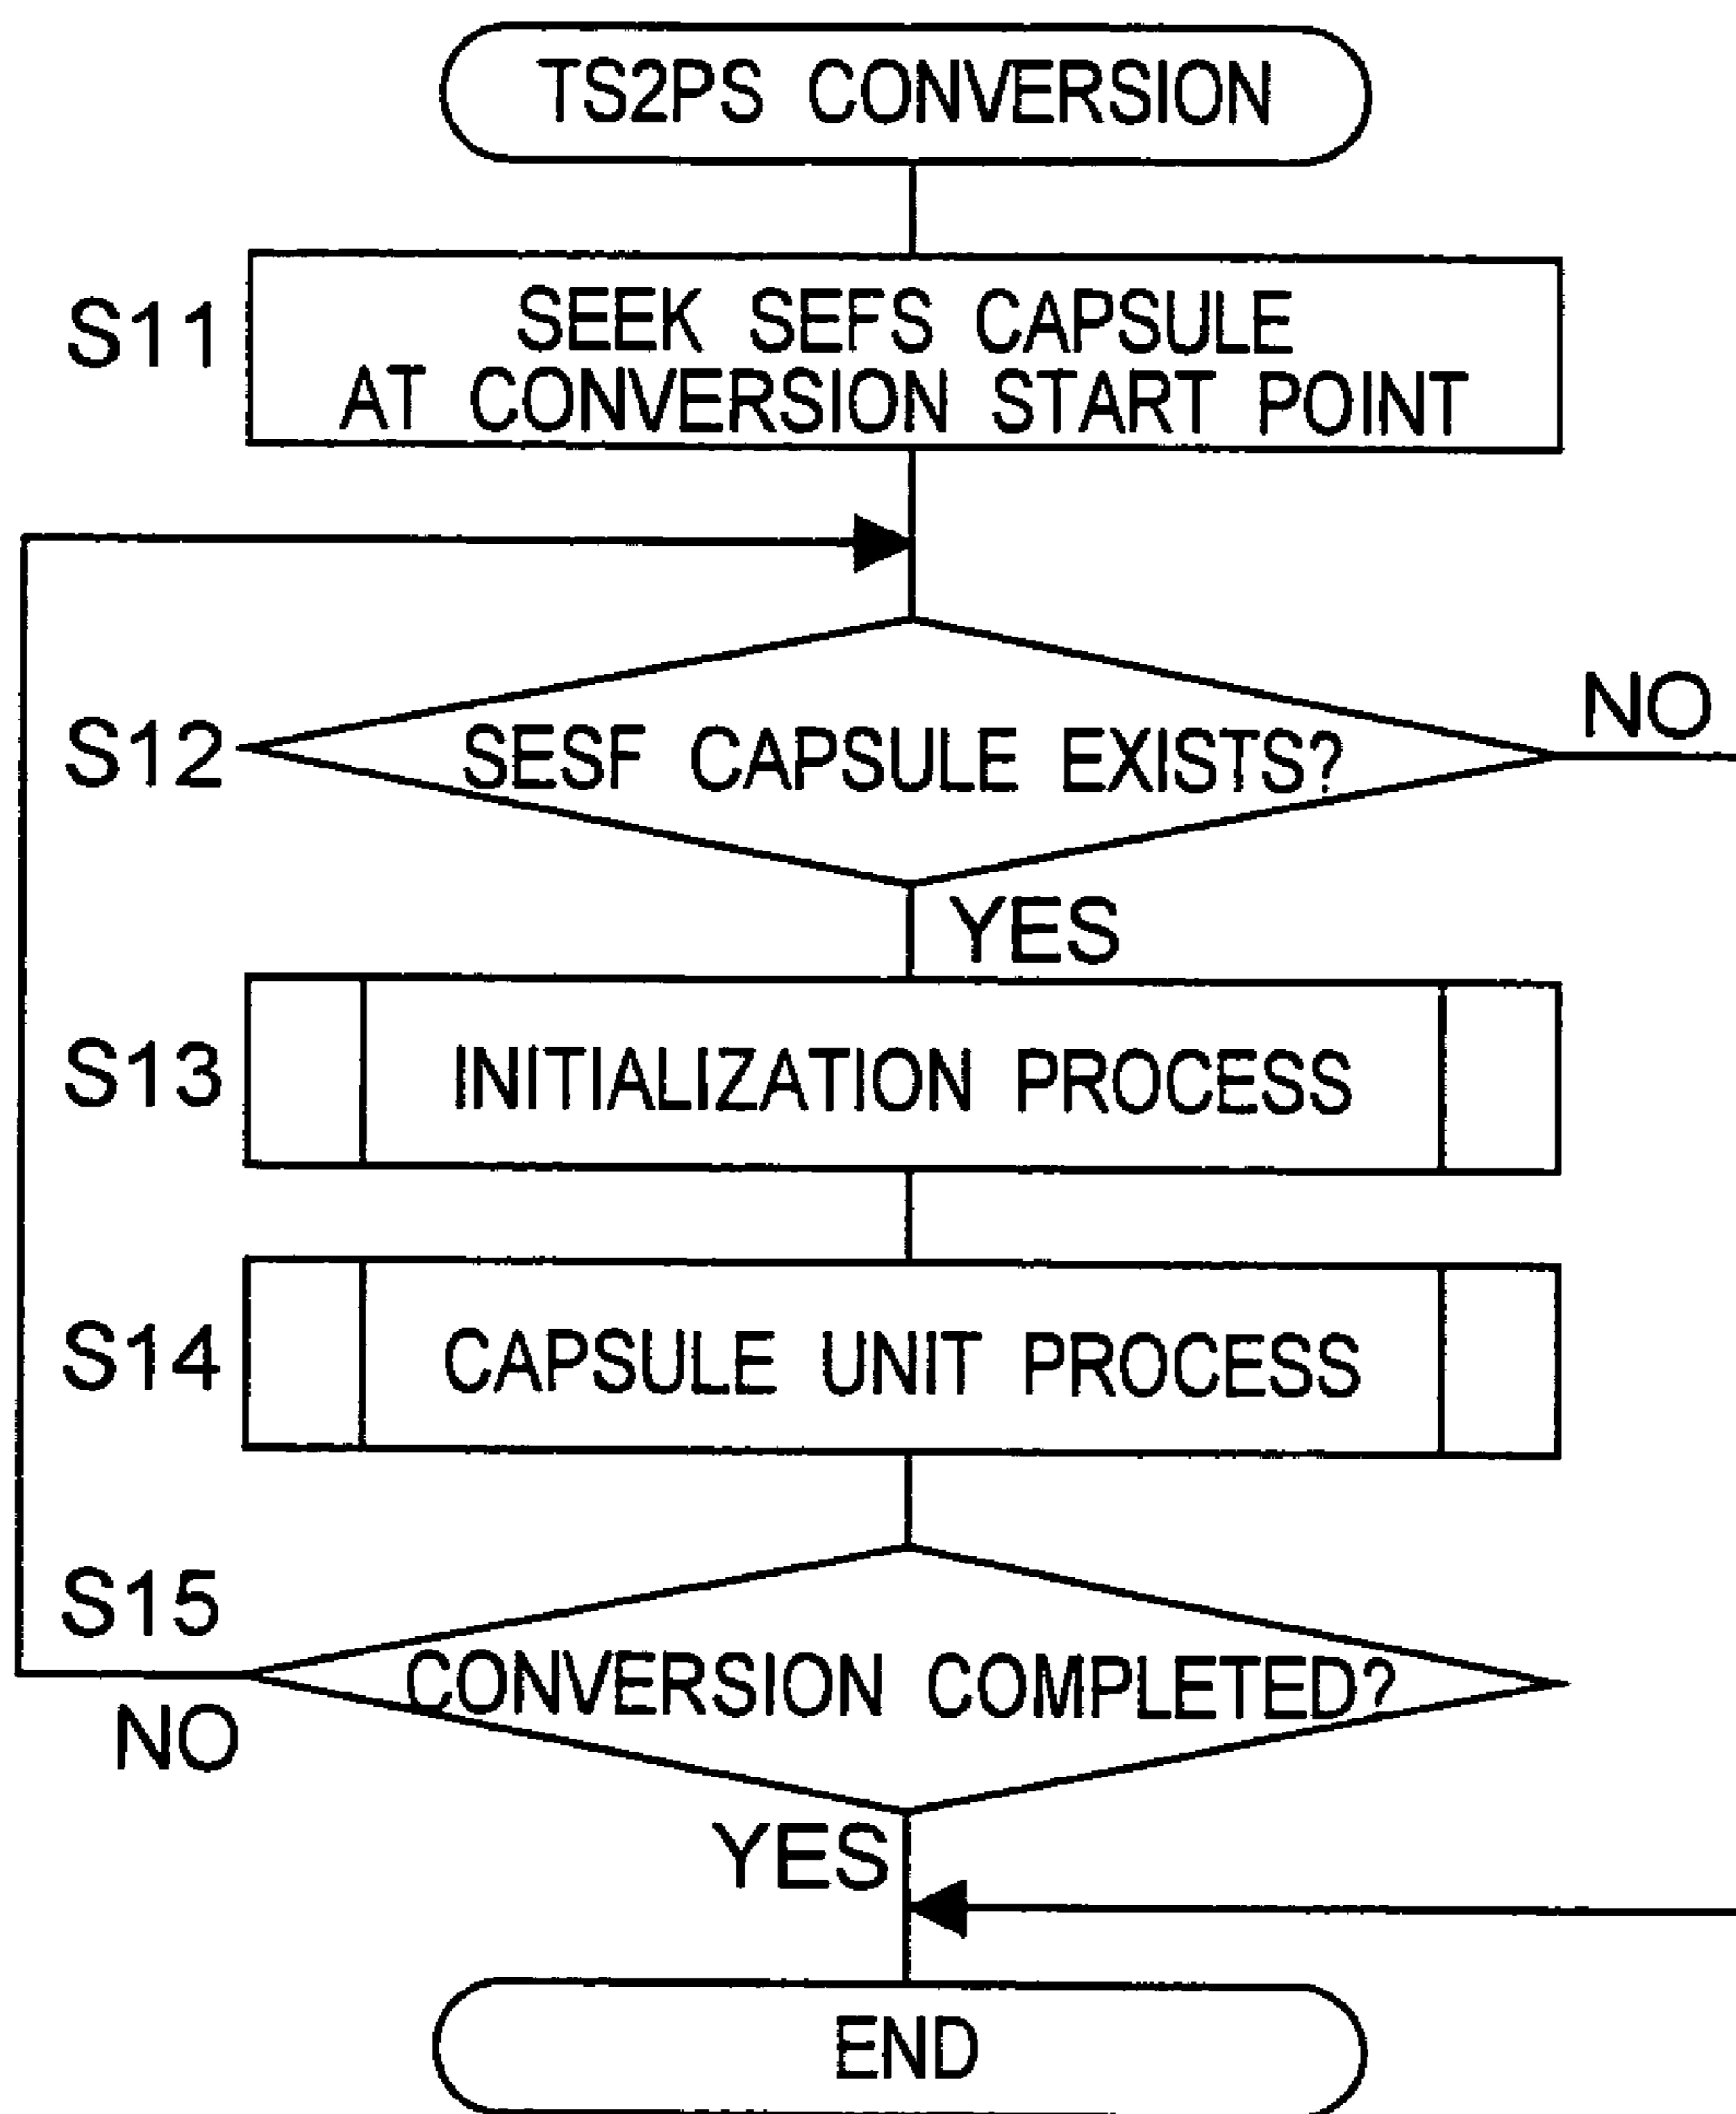 TS2PS CONVERSION
S11
SEEK SEFS CAPSULE
AT CONVERSION START POINT
S12
SESF CAPSULE EXISTS?
NO
YES
S13
INITIALIZATION PROCESS
S14
CAPSULE UNIT PROCESS
S15
CONVERSION COMPLETED?
NO
YES
END